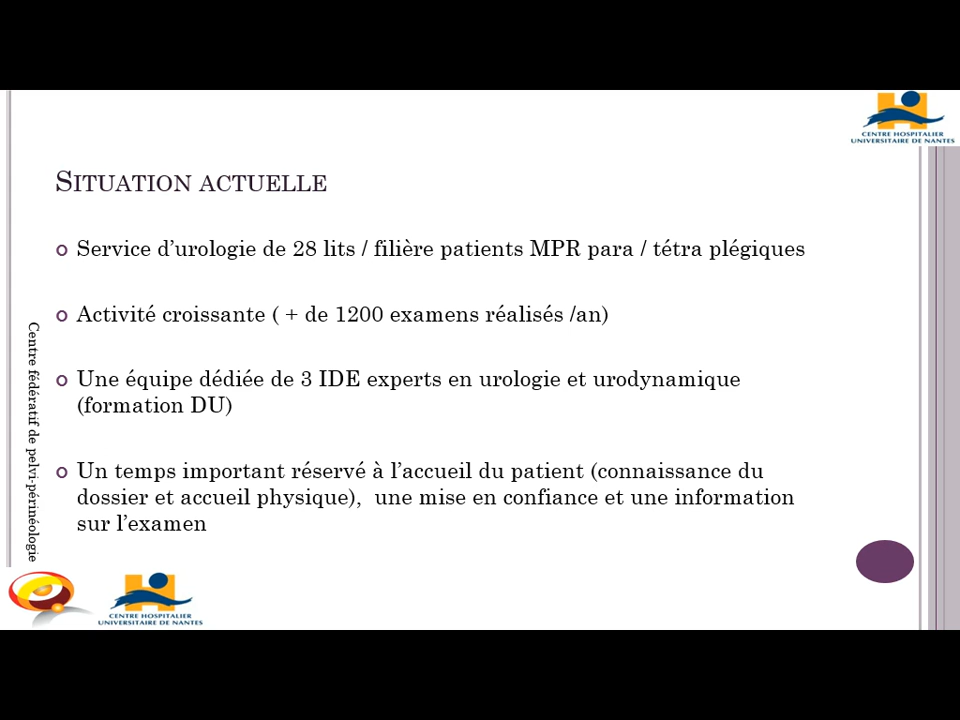 CENTRE HOSPITALIER
UNIVERSITAIRE DE NANTES
SITUATION ACTUELLE
Service d’urologie de 28 lits / filière patients MPR para / tétra plégiques
Activité croissante ( + de 1200 examens réalisés /an)
Une équipe dédiée de 3 IDE experts en urologie et urodynamique
(formation DU)
Un temps important réservé à l’accueil du patient (connaissance du
dossier et accueil physique), une mise en confiance et une information
sur l’examen
Centre fédératif de pelvi-périnéologie
CENTRE HOSPITALIER
UNIVERSITAIRE DE NANTES